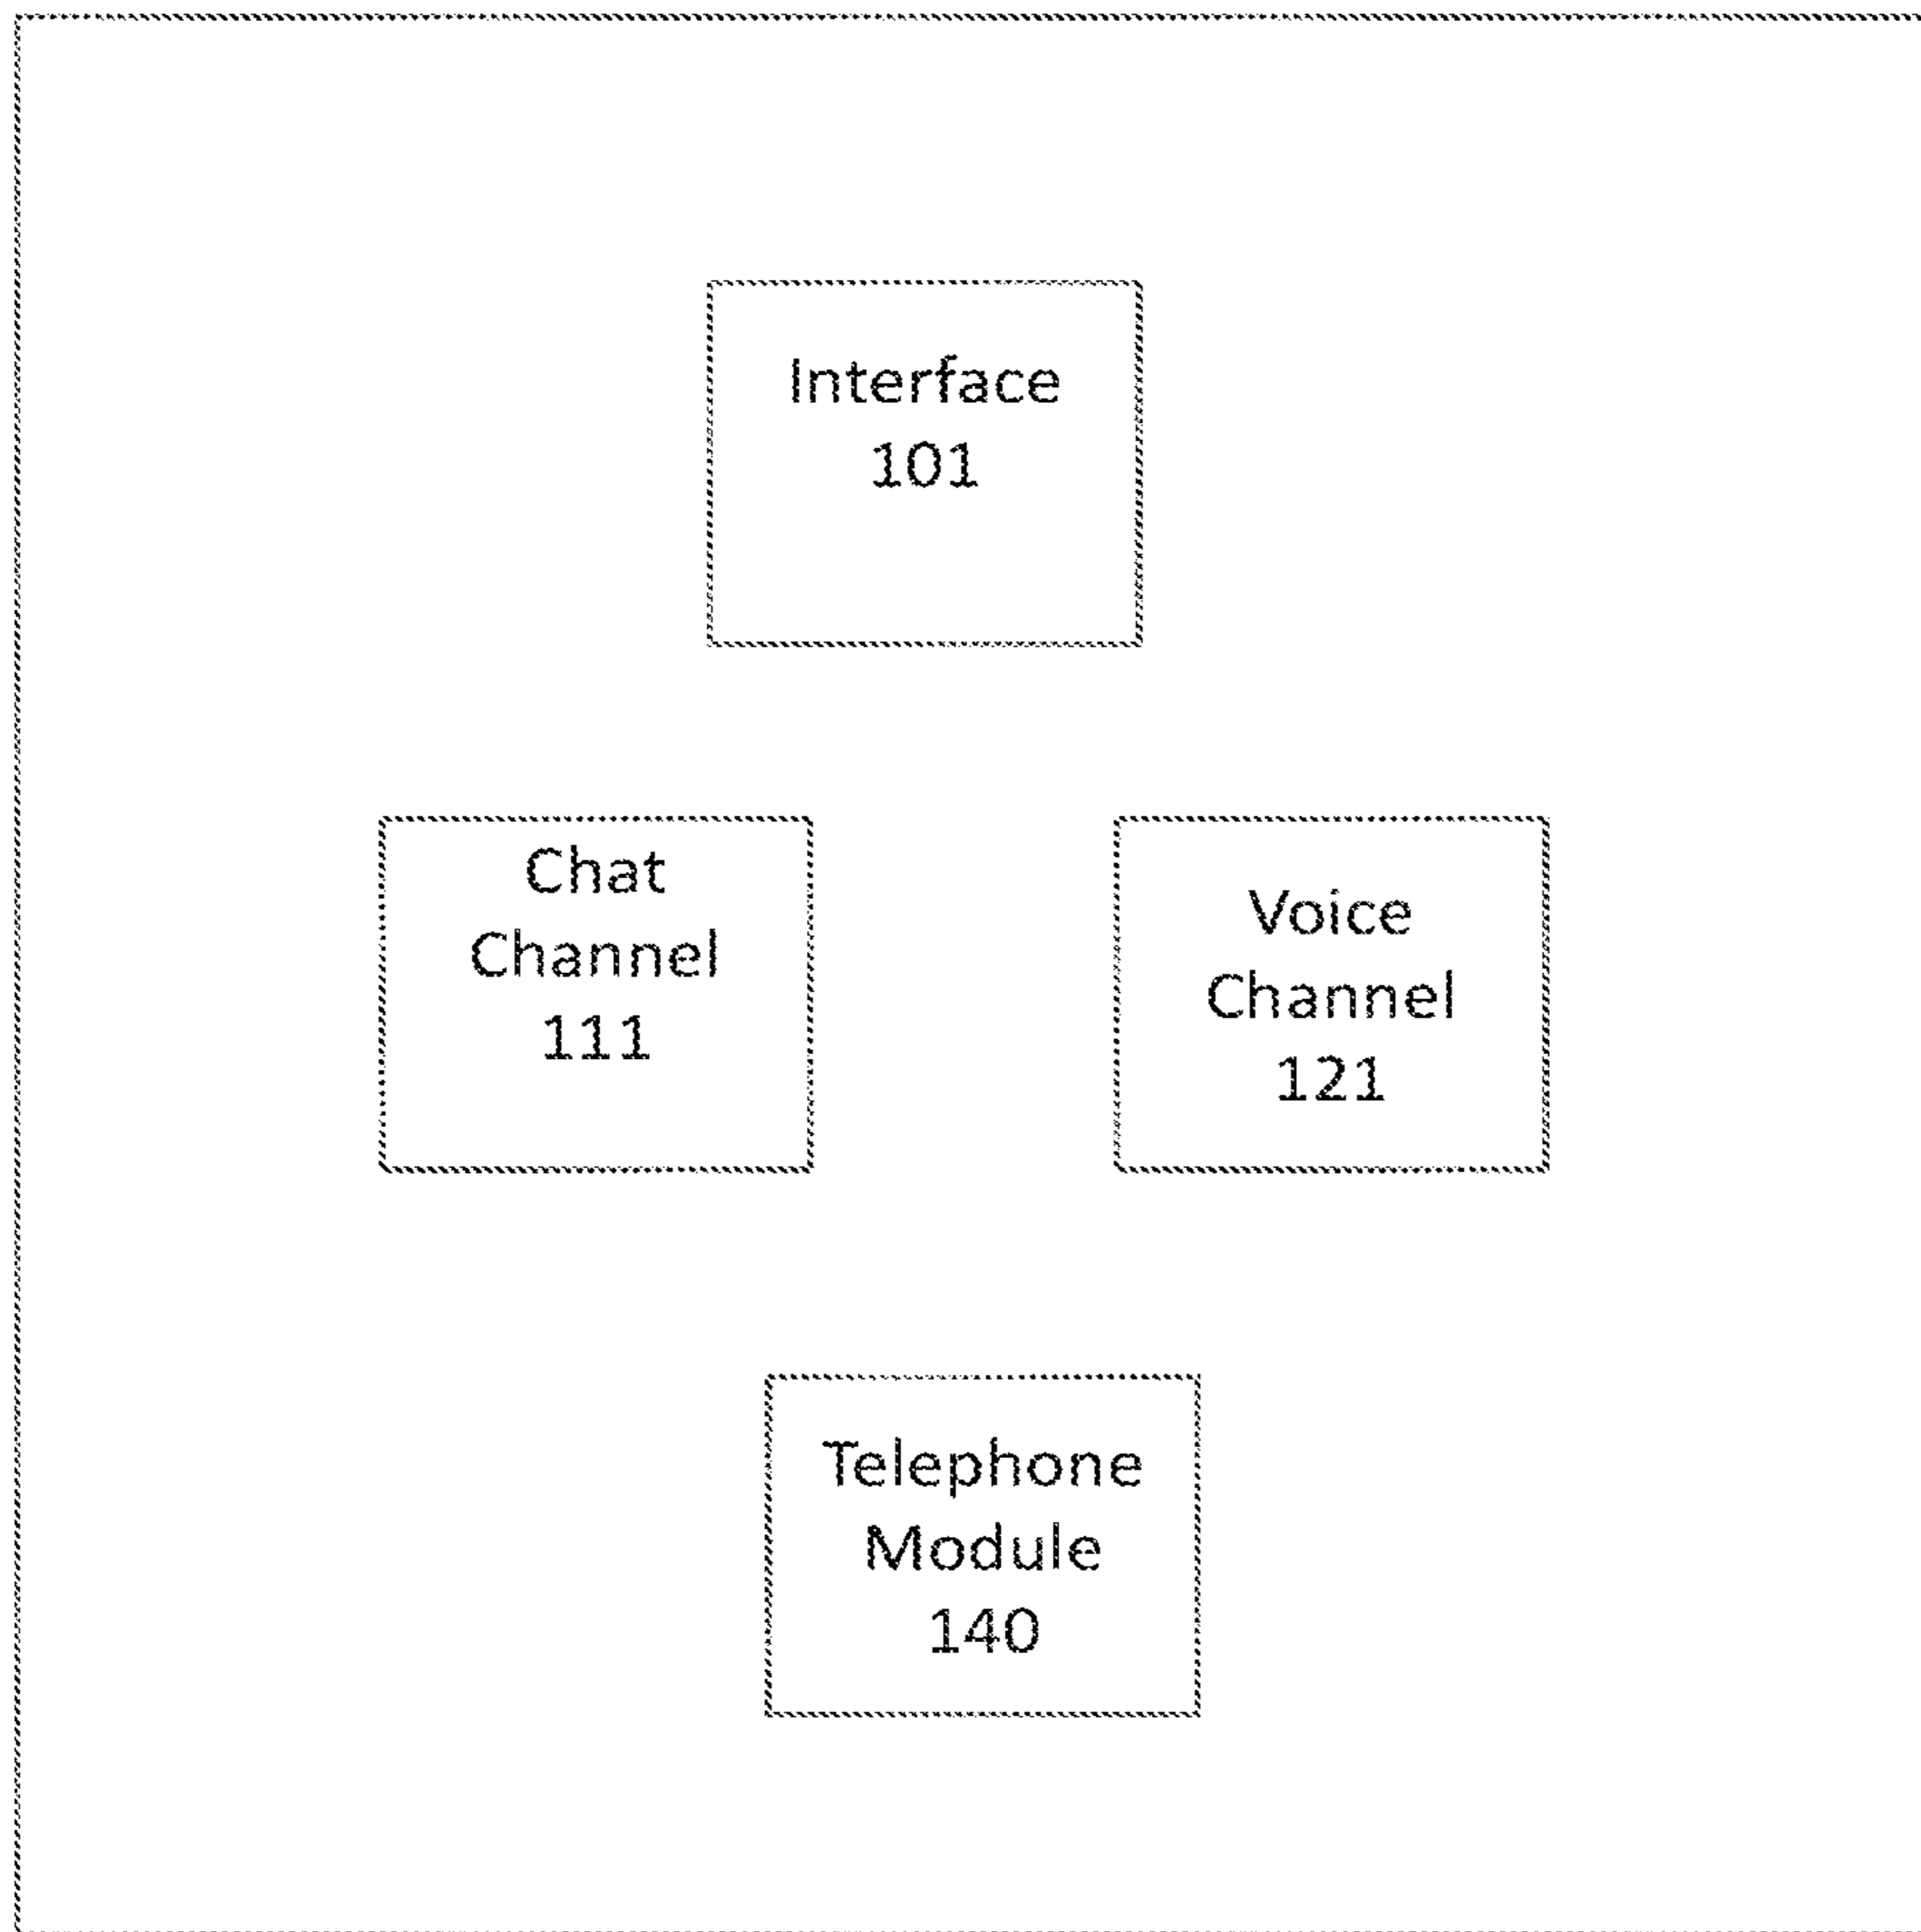 Interface
101
Chat
Channel
111
Voice
Channel
121
Telephone
Module
140